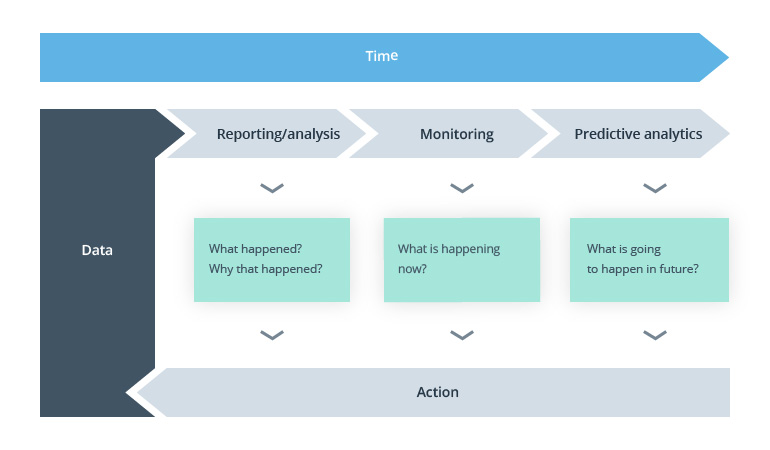 Time
Reporting/analysis
Monitoring
Predictive analytics
Data
What happened?
Why that happened?
What is happening
now?
What is going
to happen in future?
Action